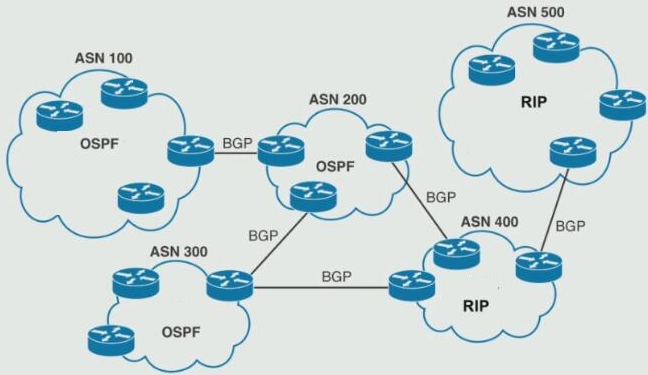 ASN 500
ASN 100
RIP
ASN 200
OSPF
BGP
OSPF
BGP
ASN 400
BGP
BGP
ASN 300
BGP
RIP
OSPF